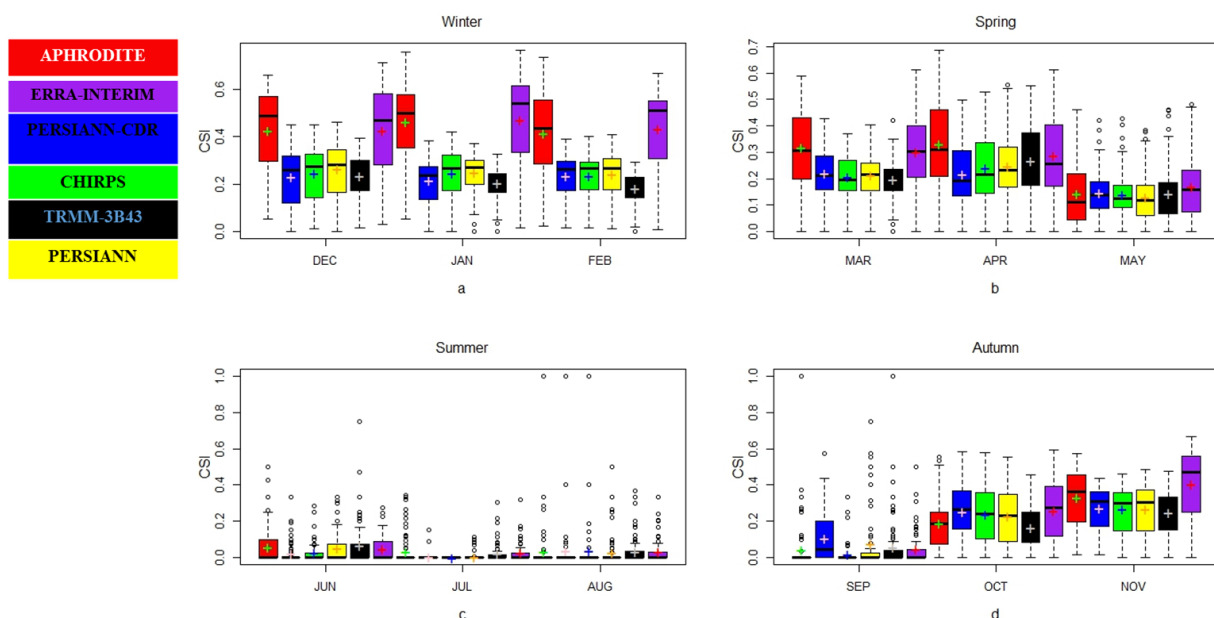 APHRODITE
ERRA-INTERIM
PERSIANN-CDR
CHIRPS
TRMM-3B43
PERSIANN
Winter
CSI
0.6
0.4
0.2
0.0
DEC JAN FEB
a
Spring
CSI
0.7
0.6
0.5
0.4
0.3
0.2
0.1
0.0
MAR APR MAY
b
Summer
CSI
1.0
0.8
0.6
0.4
0.2
0.0
JUN JUL AUG
c
Autumn
CSI
1.0
0.8
0.6
0.4
0.2
0.0
SEP OCT NOV
d